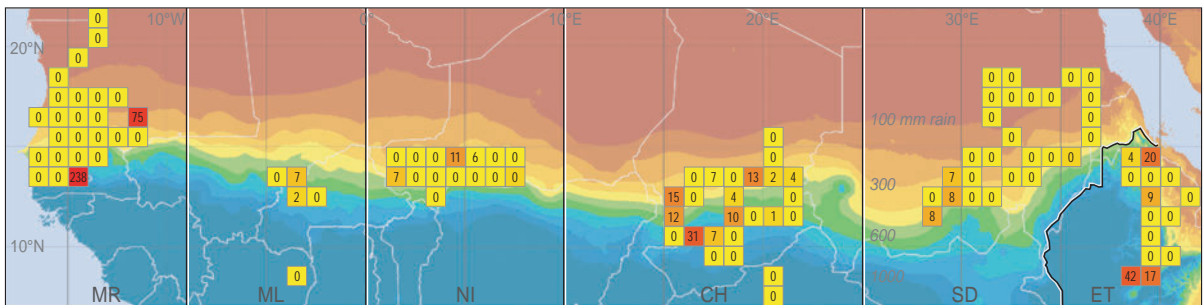 0 10°W 0° 10°E 20°E 30°E 40°E
0
20°N 0
0 0 0 0 0
0 0 0 0 0 0 0 0 0
0 0 0 0 0 75 100 mm rain 0 0
0 0 0 0 0 0 0 0
0 0 0 0 0 0 0 11 6 0 0 0 0 0 0 0 0 4 20
0 0 238 0 7 7 0 0 0 0 0 0 0 7 0 13 2 4 7 0 0 0 0 0
2 0 0 15 0 4 0 300 0 8 0 0 9 0
12 10 0 1 0 8 0 0
10°N 0 31 7 0 600 0 0
0 0 0 0
0 0 1000 42 17
MR ML NI CH 0 SD ET